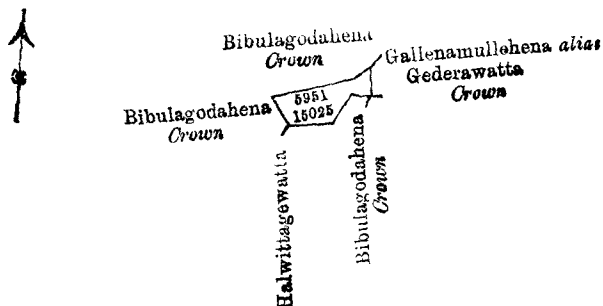 Bibulagodahena
Crown
Gallenamullehena alias
Gederawatta
Crown
Bibulagodahena
Crown
5951
15025
Halwittagewatta
Bibulagodahena
Crown